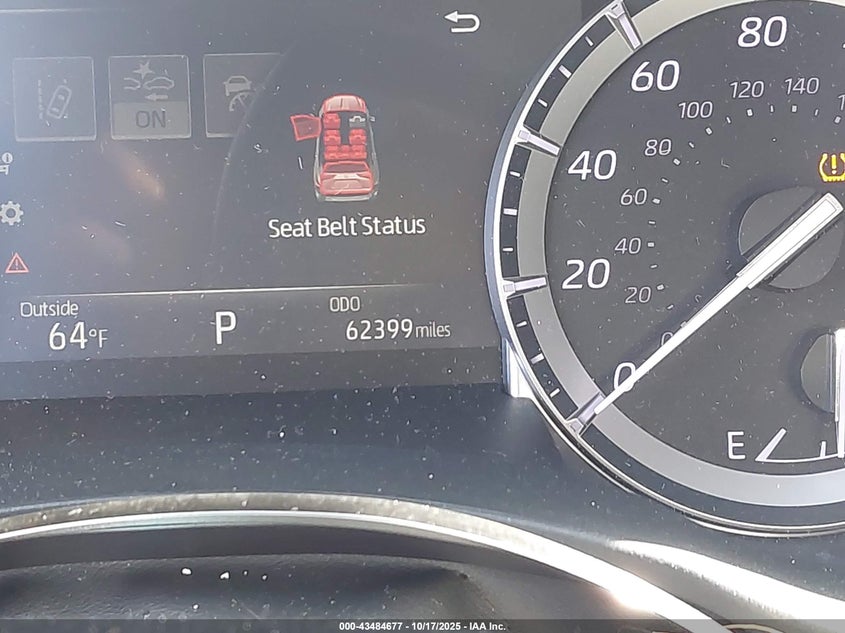 ON
Seat Belt Status
Outside
64°F
P
ODO
62399 miles
80
60
40
20
0
140
120
100
80
60
40
20
E
000-43484677 - 10/17/2025 - IAA Inc.